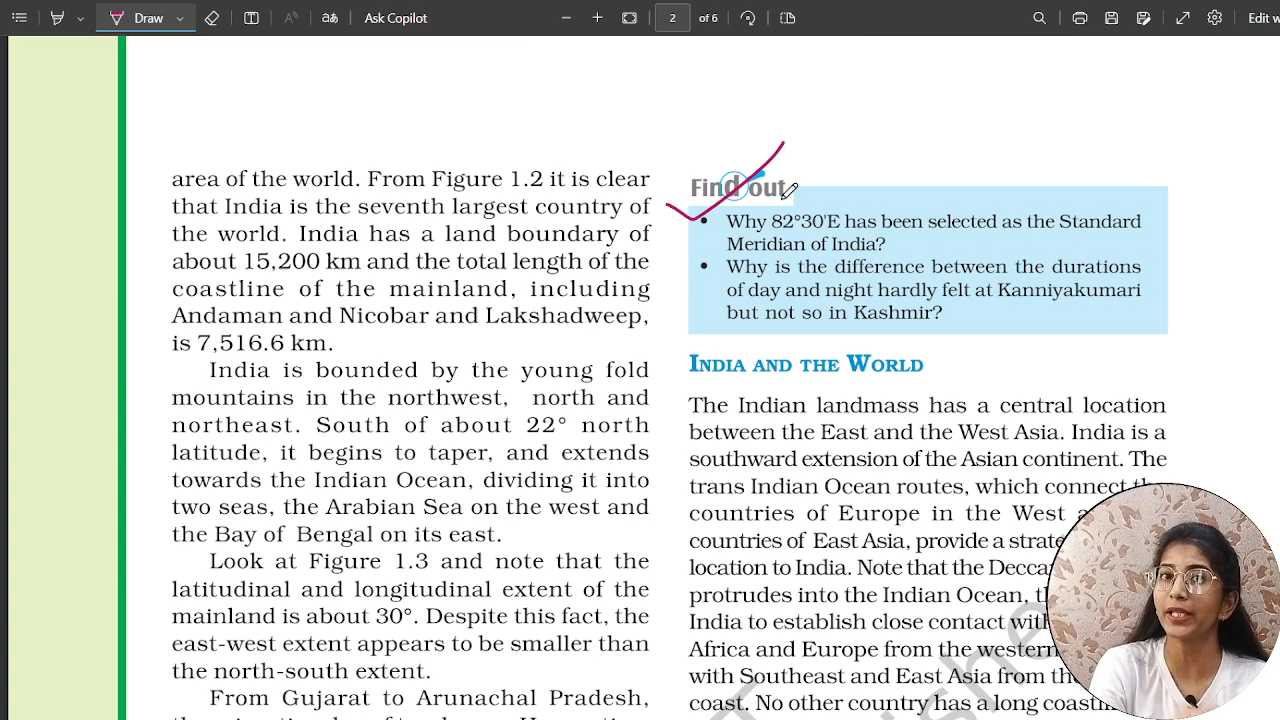 Draw
Ask Copilot
2
of 6
area of the world. From Figure 1.2 it is clear
that India is the seventh largest country of
the world. India has a land boundary of
about 15,200 km and the total length of the
coastline of the mainland, including
Andaman and Nicobar and Lakshadweep,
is 7,516.6 km.
India is bounded by the young fold
mountains in the northwest, north and
northeast. South of about 22° north
latitude, it begins to taper, and extends
towards the Indian Ocean, dividing it into
two seas, the Arabian Sea on the west and
the Bay of Bengal on its east.
Look at Figure 1.3 and note that the
latitudinal and longitudinal extent of the
mainland is about 30°. Despite this fact, the
east-west extent appears to be smaller than
the north-south extent.
From Gujarat to Arunachal Pradesh,
Find out
• Why 82°30'E has been selected as the Standard
Meridian of India?
• Why is the difference between the durations
of day and night hardly felt at Kanniyakumari
but not so in Kashmir?
INDIA AND THE WORLD
The Indian landmass has a central location
between the East and the West Asia. India is a
southward extension of the Asian continent. The
trans Indian Ocean routes, which connect the
countries of Europe in the West
countries of East Asia, provide a
location to India. Note that the
protrudes into the Indian Ocean,
India to establish close contact
Africa and Europe from the western
with Southeast and East Asia from
coast. No other country has a long